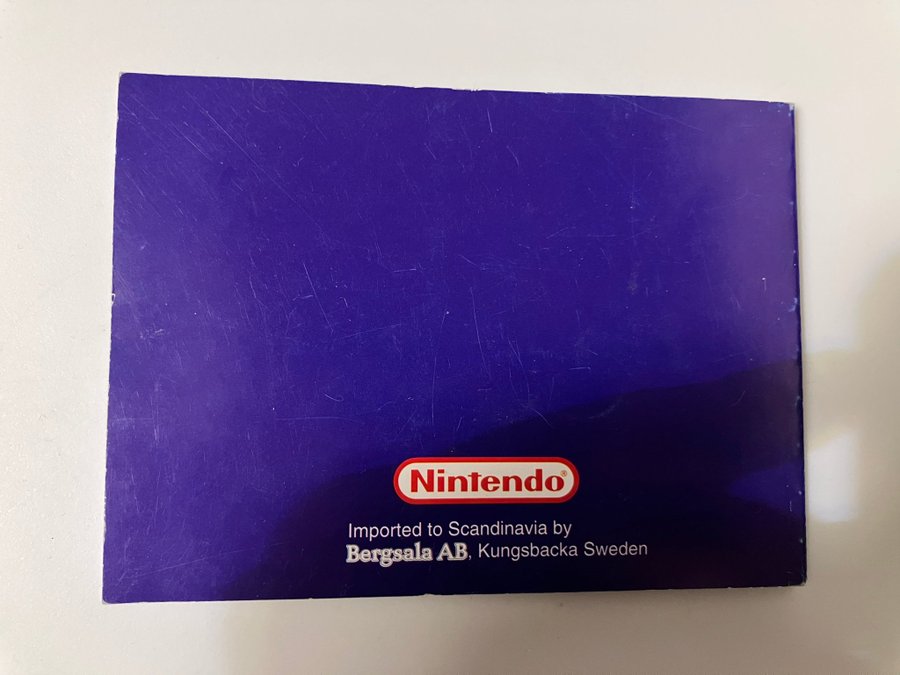 Nintendo®
Imported to Scandinavia by
Bergsala AB, Kungsbacka Sweden